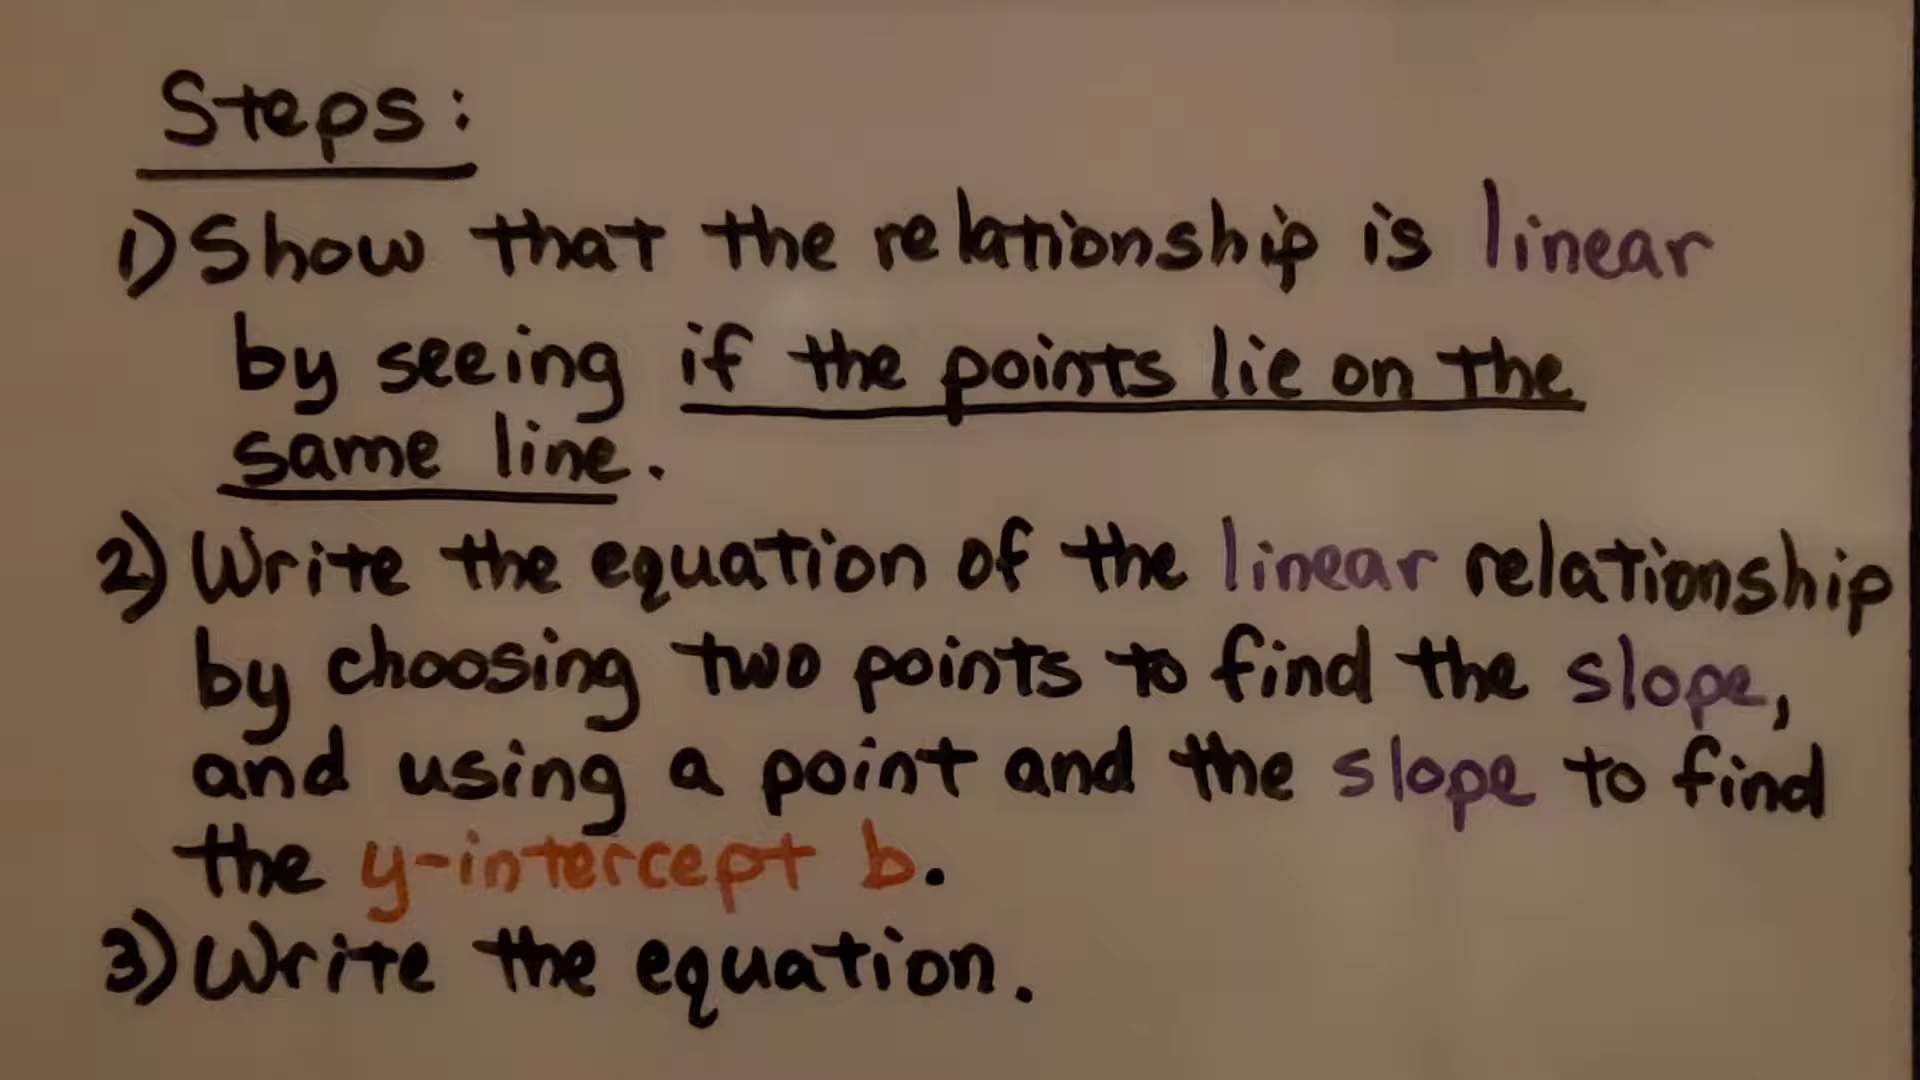 Steps:
1) Show that the relationship is linear
by seeing if the points lie on the
same line.
2) Write the equation of the linear relationship
by choosing two points to find the slope,
and using a point and the slope to find
the y-intercept b.
3) Write the equation.